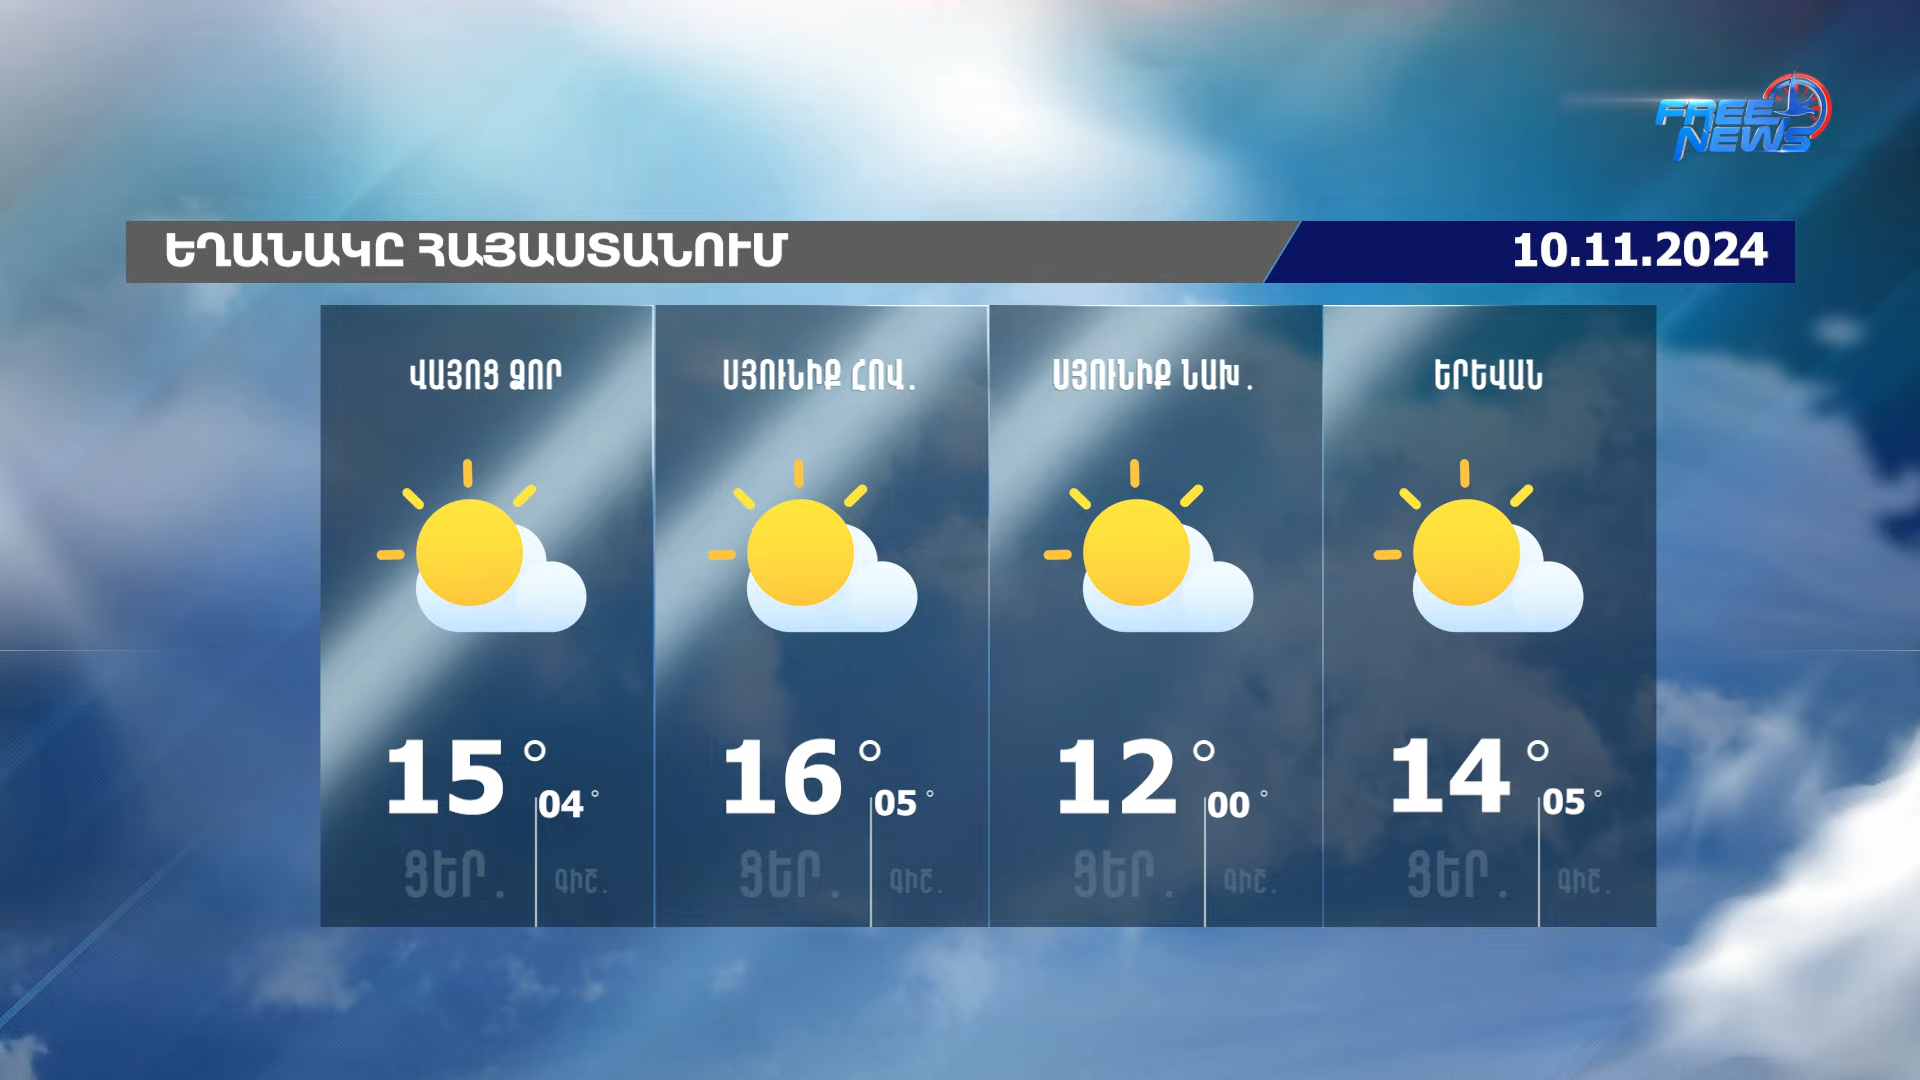 FREE
NEWS
ԵՂԱՆԱԿԸ ՀԱՅԱՍՏԱՆՈՒՄ
10.11.2024
ՎԱՅՈՑ ՁՈՐ
ՍՅՈՒՆԻՔ ՀՈՎ.
ՍՅՈՒՆԻՔ ՆԱԽ.
ԵՐԵՎԱՆ
15° 04°
16° 05°
12° 00°
14° 05°
ՑԵՐ. ԳԻՇ.
ՑԵՐ. ԳԻՇ.
ՑԵՐ. ԳԻՇ.
ՑԵՐ. ԳԻՇ.